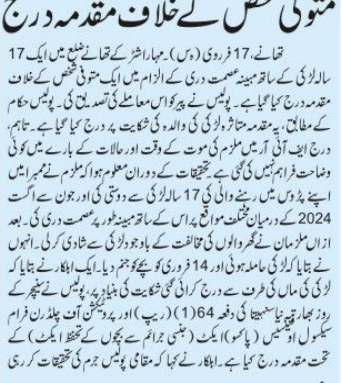 متوفی شخص کے خلاف مقدمہ درج
تھانے، 17 فروری (ہ س)۔ مہاراشٹر کے تھانے ضلع میں ایک 17
سالہ لڑکی کے ساتھ مبینہ عصمت دری کے الزام میں ایک متوفی شخص کے خلاف
مقدمہ درج کیا گیا ہے۔ پولیس نے پیر کو اس معاملے کی تصدیق کی۔ پولیس حکام
کے مطابق، یہ مقدمہ متاثرہ لڑکی کی والدہ کی شکایت پر درج کیا گیا ہے۔ تاہم،
درج ایف آئی آر میں ملزم کی موت کے وقت اور حالات کے بارے میں کوئی
وضاحت فراہم نہیں کی گئی ہے۔ تحقیقات کے دوران معلوم ہوا کہ ملزم نے ممبرا میں
اپنے پڑوس میں رہنے والی کی 17 سالہ لڑکی سے دوستی کی اور جون سے اگست
2024 کے درمیان مختلف مواقع پر اس کے ساتھ مبینہ طور پر عصمت دری کی۔ بعد
ازاں ملزمان نے گھر والوں کی مخالفت کے باوجود لڑکی سے شادی کر لی۔ انہوں
نے بتایا کہ لڑکی حاملہ ہوئی اور 14 فروری کو بچے کو جنم دیا۔ ایک اہلکار نے بتایا کہ
لڑکی کی ماں کی طرف سے درج کرائی گئی شکایت کی بنیاد پر، پولیس نے سنیچر کے
روز بھارتیہ نیائے سنہیتا کی دفعہ 64(1) (ریپ) اور پروٹیکشن آف چلڈرن فرام
سیکسول اوفینسیس (پاکسو) ایکٹ (جنسی جرائم سے بچوں کے تحفظ ایکٹ) کے
تحت مقدمہ درج کیا ہے۔ اہلکار نے کہا کہ مقامی پولیس جرم کی تحقیقات کر رہی